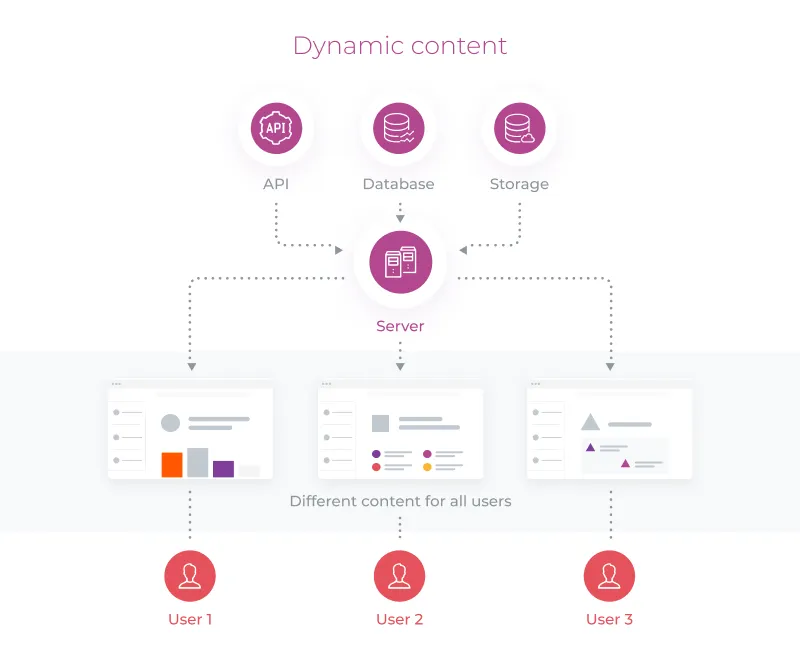 Dynamic content
API
API
Database
Storage
Server
Different content for all users
User 1
User 2
User 3